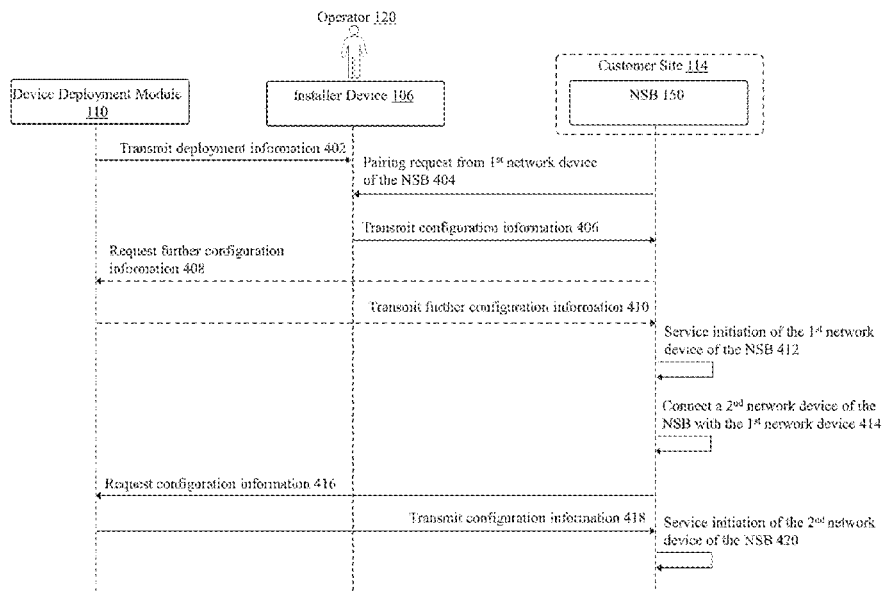 Operator 120
Customer Site 114
Device Deployment Module
110
Installer Device 106
NSB 150
Transmit deployment information 402
Pairing request from 1st network device
of the NSB 404
Transmit configuration information 406
Request further configuration
information 408
Transmit further configuration information 410
Service initiation of the 1st network
device of the NSB 412
Connect a 2nd network device of the
NSB with the 1st network device 414
Request configuration information 416
Transmit configuration information 418
Service initiation of the 2nd network
device of the NSB 420